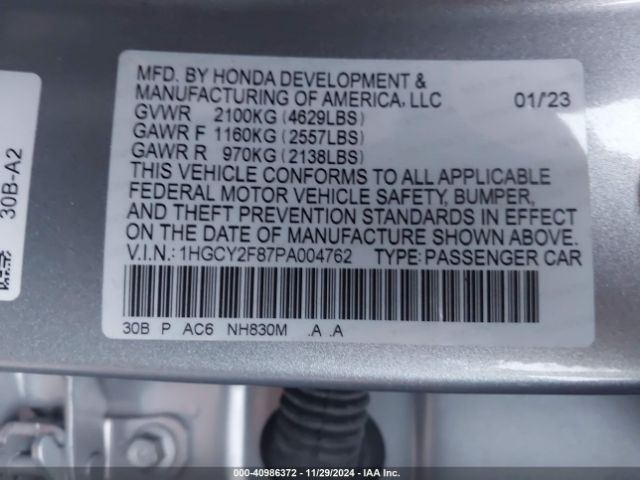 MFD. BY HONDA DEVELOPMENT &
MANUFACTURING OF AMERICA, LLC 01/23
GVWR 2100KG (4629LBS)
GAWR F 1160KG (2557LBS)
GAWR R 970KG (2138LBS)
THIS VEHICLE CONFORMS TO ALL APPLICABLE
FEDERAL MOTOR VEHICLE SAFETY, BUMPER,
AND THEFT PREVENTION STANDARDS IN EFFECT
ON THE DATE OF MANUFACTURE SHOWN ABOVE.
V.I.N.: 1HGCY2F87PA004762 TYPE: PASSENGER CAR
30B P AC6 NH830M .A .A
30B-A2
000-40986372 - 11/29/2024 - IAA Inc.